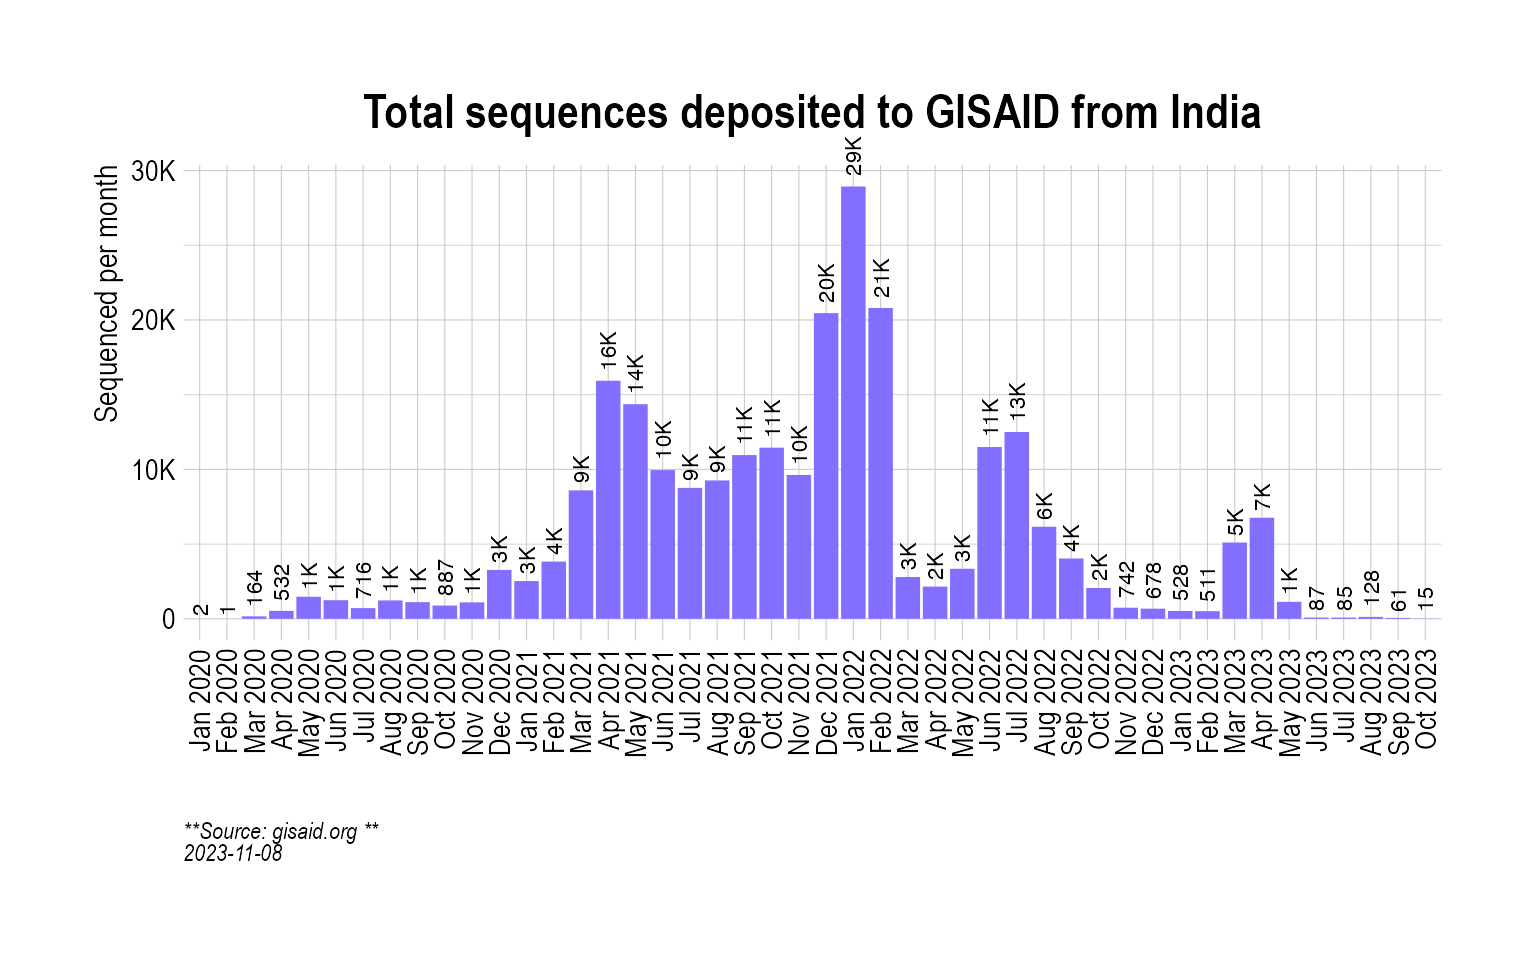 Total sequences deposited to GISAID from India
Sequenced per month
30K
20K
10K
0
2
1
164
532
1K
1K
716
1K
1K
887
1K
3K
3K
4K
9K
16K
14K
10K
9K
9K
11K
11K
10K
20K
29K
21K
3K
2K
3K
11K
13K
6K
4K
2K
742
678
528
511
5K
7K
1K
87
85
128
61
15
Jan 2020
Feb 2020
Mar 2020
Apr 2020
May 2020
Jun 2020
Jul 2020
Aug 2020
Sep 2020
Oct 2020
Nov 2020
Dec 2020
Jan 2021
Feb 2021
Mar 2021
Apr 2021
May 2021
Jun 2021
Jul 2021
Aug 2021
Sep 2021
Oct 2021
Nov 2021
Dec 2021
Jan 2022
Feb 2022
Mar 2022
Apr 2022
May 2022
Jun 2022
Jul 2022
Aug 2022
Sep 2022
Oct 2022
Nov 2022
Dec 2022
Jan 2023
Feb 2023
Mar 2023
Apr 2023
May 2023
Jun 2023
Jul 2023
Aug 2023
Sep 2023
Oct 2023
**Source: gisaid.org **
2023-11-08